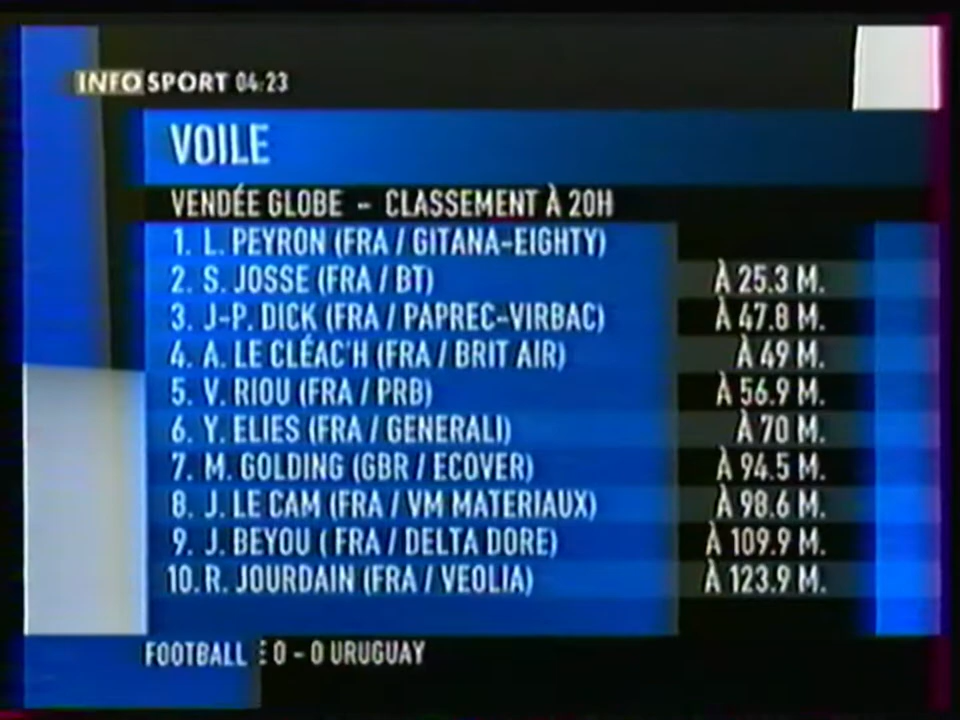 INFOSPORT 04:23
VOILE
VENDÉE GLOBE - CLASSEMENT À 20H
1. L. PEYRON (FRA / GITANA-EIGHTY)
2. S. JOSSE (FRA / BT) À 25.3 M.
3. J-P. DICK (FRA / PAPREC-VIRBAC) À 47.8 M.
4. A. LE CLÉAC'H (FRA / BRIT AIR) À 49 M.
5. V. RIOU (FRA / PRB) À 56.9 M.
6. Y. ELIES (FRA / GENERALI) À 70 M.
7. M. GOLDING (GBR / ECOVER) À 94.5 M.
8. J. LE CAM (FRA / VM MATERIAUX) À 98.6 M.
9. J. BEYOU ( FRA / DELTA DORE) À 109.9 M.
10. R. JOURDAIN (FRA / VEOLIA) À 123.9 M.
FOOTBALL 0 - 0 URUGUAY